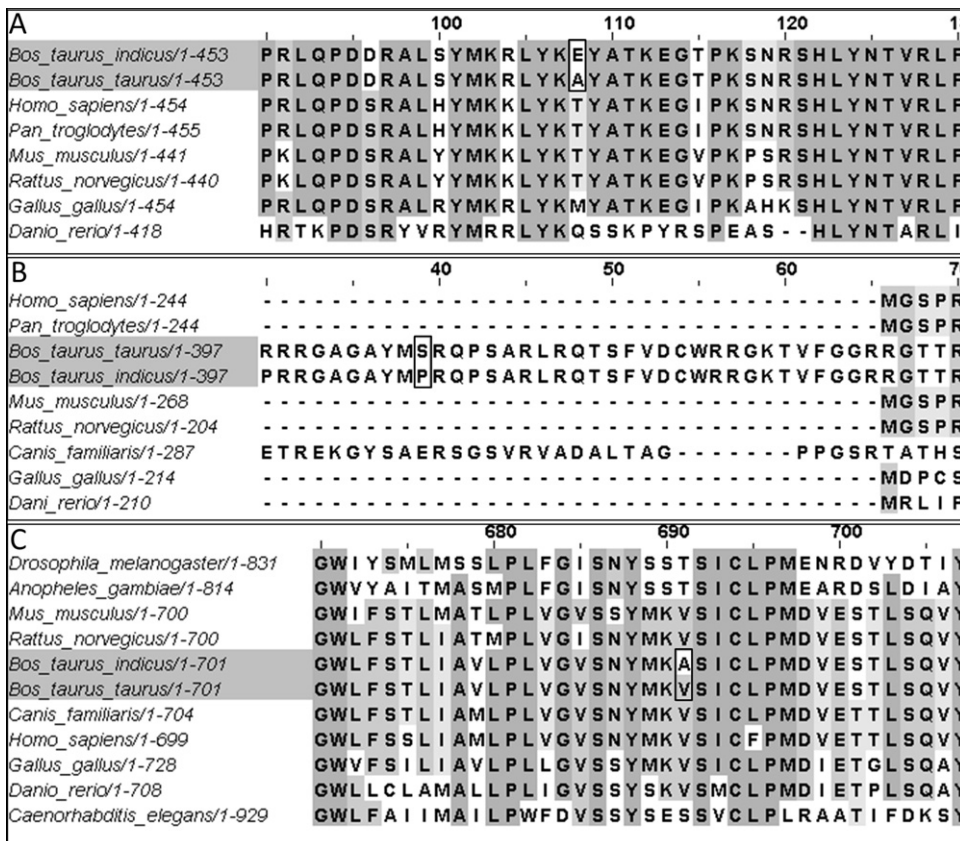 A
100 110 120
Bos_taurus_indicus/1-453 PRLQPDDRALSYMKRLYKEYATKEGTPKSNRSHLYNTVRLF
Bos_taurus_taurus/1-453 PRLQPDDRALSYMKRLYKAYATKEGTPKSNRSHLYNTVRLF
Homo_sapiens/1-454 PRLQPDSRALHYMKKLYKTYATKEGIPKSNRSHLYNTVRLF
Pan_troglodytes/1-455 PRLQPDSRALHYMKKLYKTYATKEGIPKSNRSHLYNTVRLF
Mus_musculus/1-441 PKLQPDSRALYYMKKLYKTYATKEGVPKPSRSHLYNTVRLF
Rattus_norvegicus/1-440 PKLQPDSRALYYMKKLYKTYATKEGVPKPSRSHLYNTVRLF
Gallus_gallus/1-454 PRLQPDSRALRYMKKLYKMYATKEGIPKAHKSHLYNTVRLF
Danio_rerio/1-418 HRTKPDSRYVRYMRRLYKQSSKPYRSPEAS--HLYNTARLI
B
40 50 60 70
Homo_sapiens/1-244 ------------------------------------MGSPR
Pan_troglodytes/1-244 ------------------------------------MGSPR
Bos_taurus_taurus/1-397 RRRGAGAYMSRQPSARLRQTSFVDCWRRGKTVFGGRRGTTR
Bos_taurus_indicus/1-397 PRRGAGAYMPRQPSARLRQTSFVDCWRRGKTVFGGRRGTTR
Mus_musculus/1-268 ------------------------------------MGSPR
Rattus_norvegicus/1-204 ------------------------------------MGSPR
Canis_familiaris/1-287 ETREKGYSAERSGSVRVADALTAG-------PPGSRTATHS
Gallus_gallus/1-214 ------------------------------------MDPCS
Dani_rerio/1-210 ------------------------------------MRLIF
C
680 690 700
Drosophila_melanogaster/1-831 GWIYSMLMSSLPLFGISNYSSTSICLPMENRDVYDTIY
Anopheles_gambiae/1-814 GWVYAITMASMPLFGISNYSSTSICLPMEARDSLDIAY
Mus_musculus/1-700 GWIFSTLMATLPLVGVSSYMKVSICLPMDVESTLSQVY
Rattus_norvegicus/1-700 GWLFSTLIATMPLVGISNYMKVSICLPMDVESTLSQVY
Bos_taurus_indicus/1-701 GWLFSTLIAVLPLVGVSNYMKASICLPMDVESTLSQVY
Bos_taurus_taurus/1-701 GWLFSTLIAVLPLVGVSNYMKVSICLPMDVESTLSQVY
Canis_familiaris/1-704 GWLFSTLIAMLPLVGVSNYMKVSICLPMDVETTLSQVY
Homo_sapiens/1-699 GWLFSSLIAMLPLVGVSNYMKVSICFPMDVETTLSQVY
Gallus_gallus/1-728 GWVFSILIAVLPLLGVSSYMKVSICLPMDIETGLSQAY
Danio_rerio/1-708 GWLLCLAMALLPLIGVSSYSKVSMCLPMDIETPLSQAY
Caenorhabditis_elegans/1-929 GWLFAIIMAILPWFDVSSYSESSVCLPLRAATIFDKSY